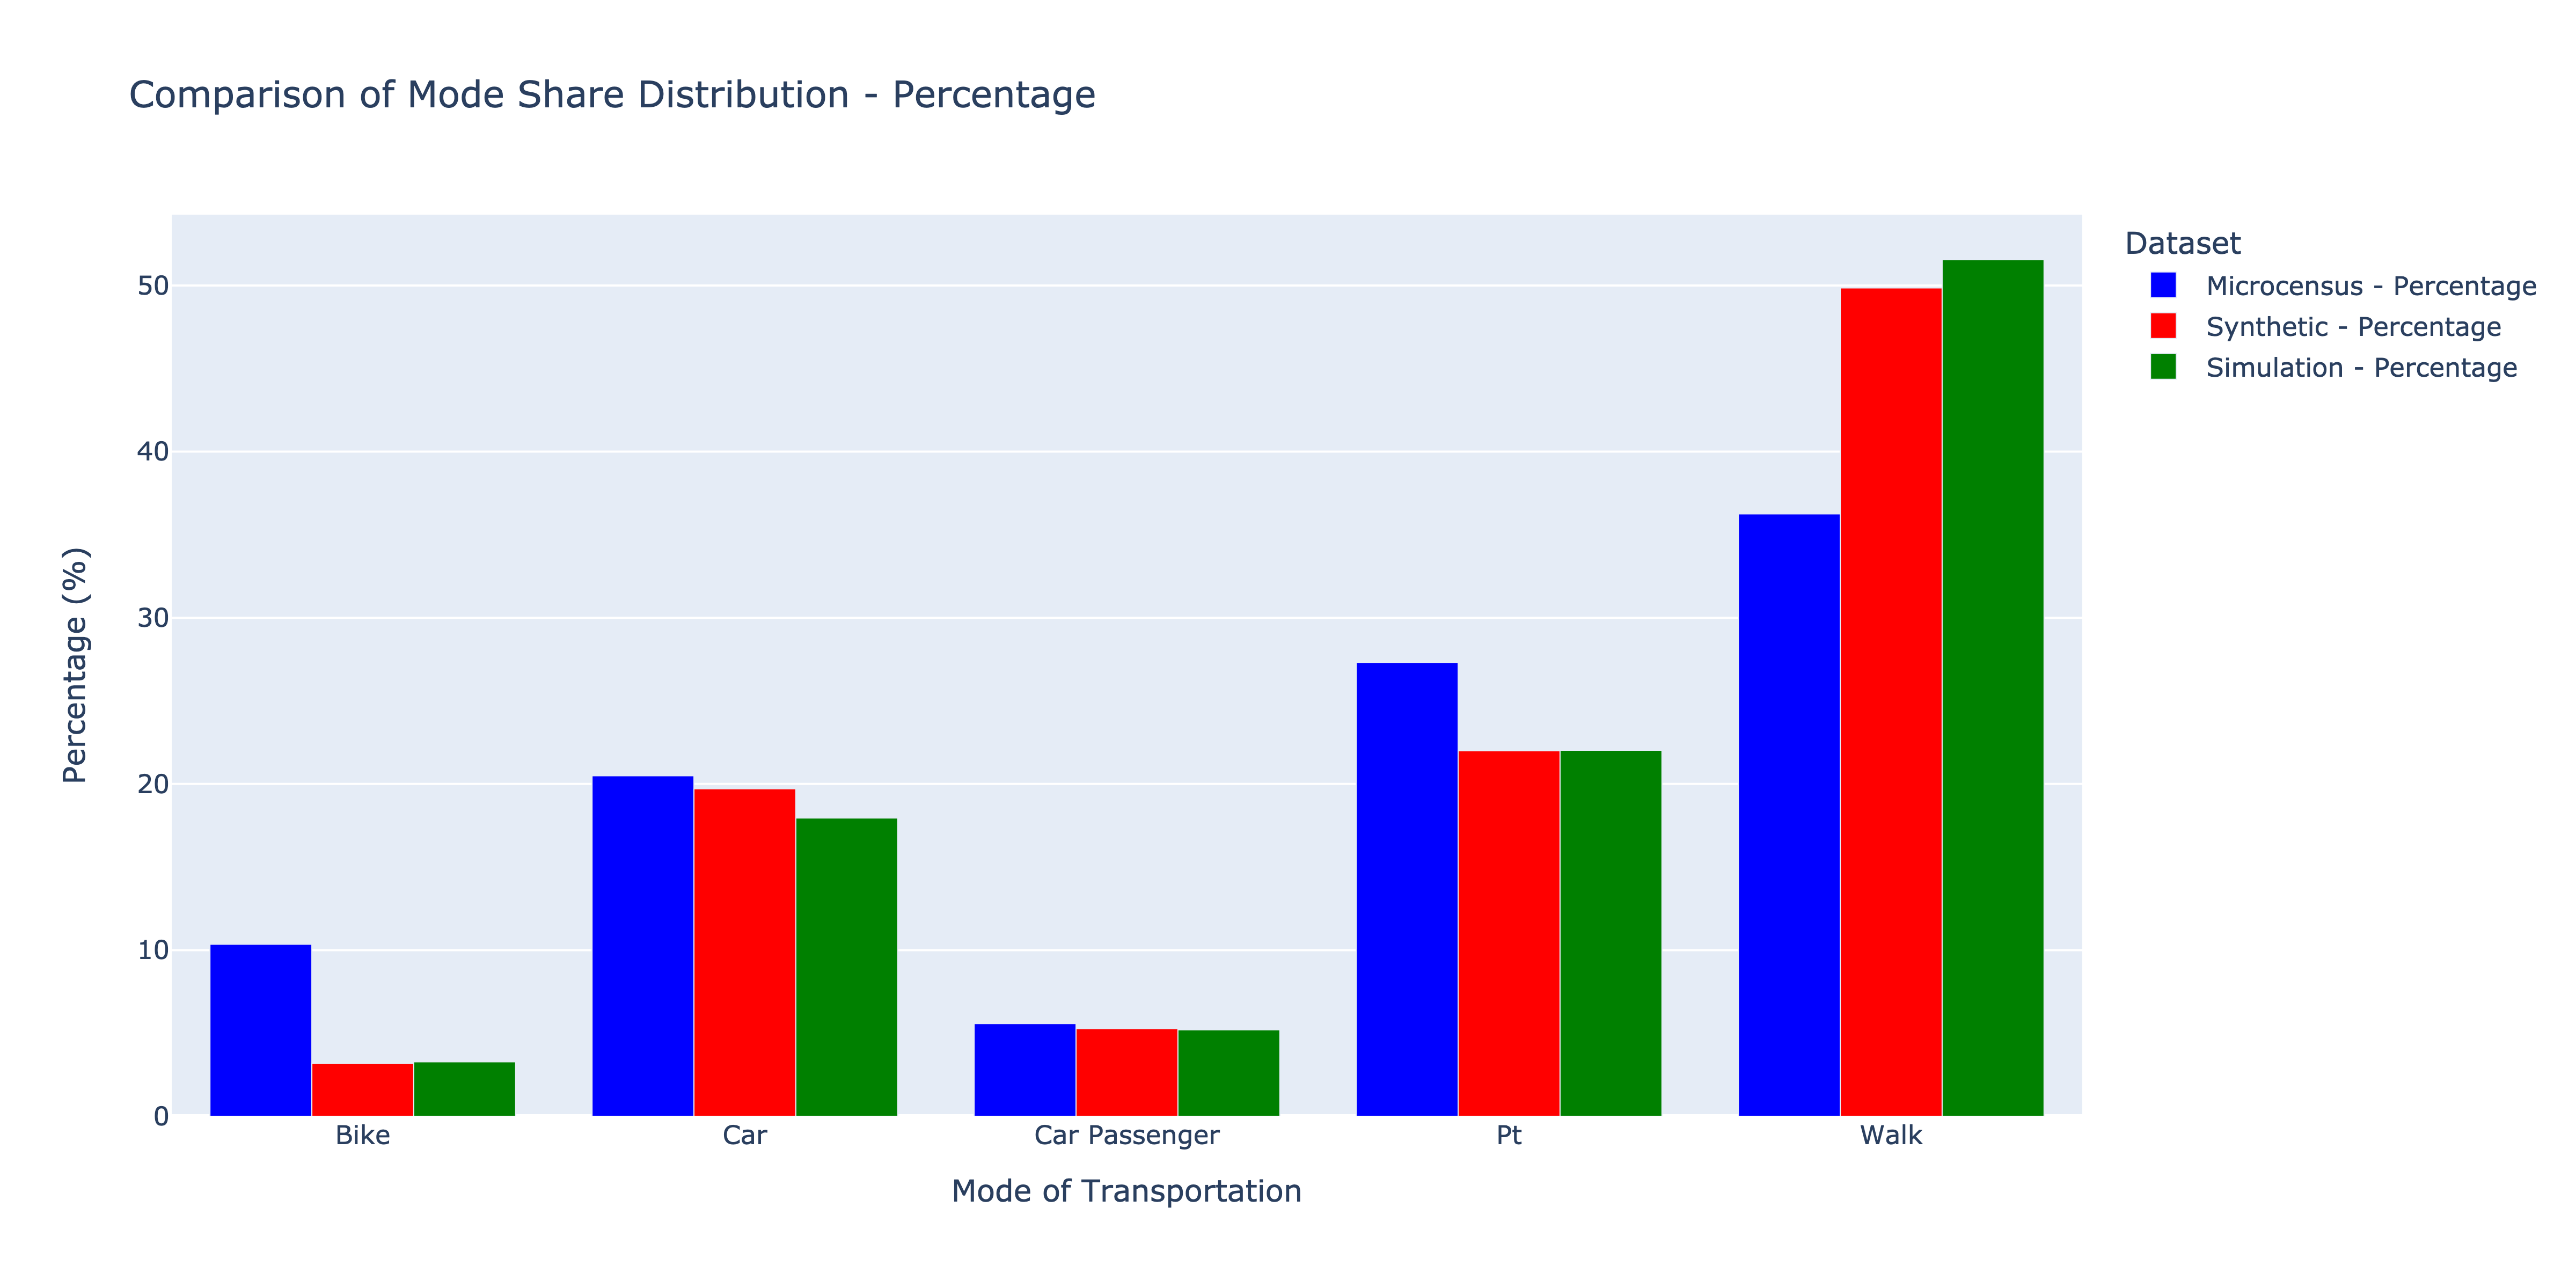 Comparison of Mode Share Distribution - Percentage
Dataset
Microcensus - Percentage
Synthetic - Percentage
Simulation - Percentage
Percentage (%)
50
40
30
20
10
0
Bike Car Car Passenger Pt Walk
Mode of Transportation